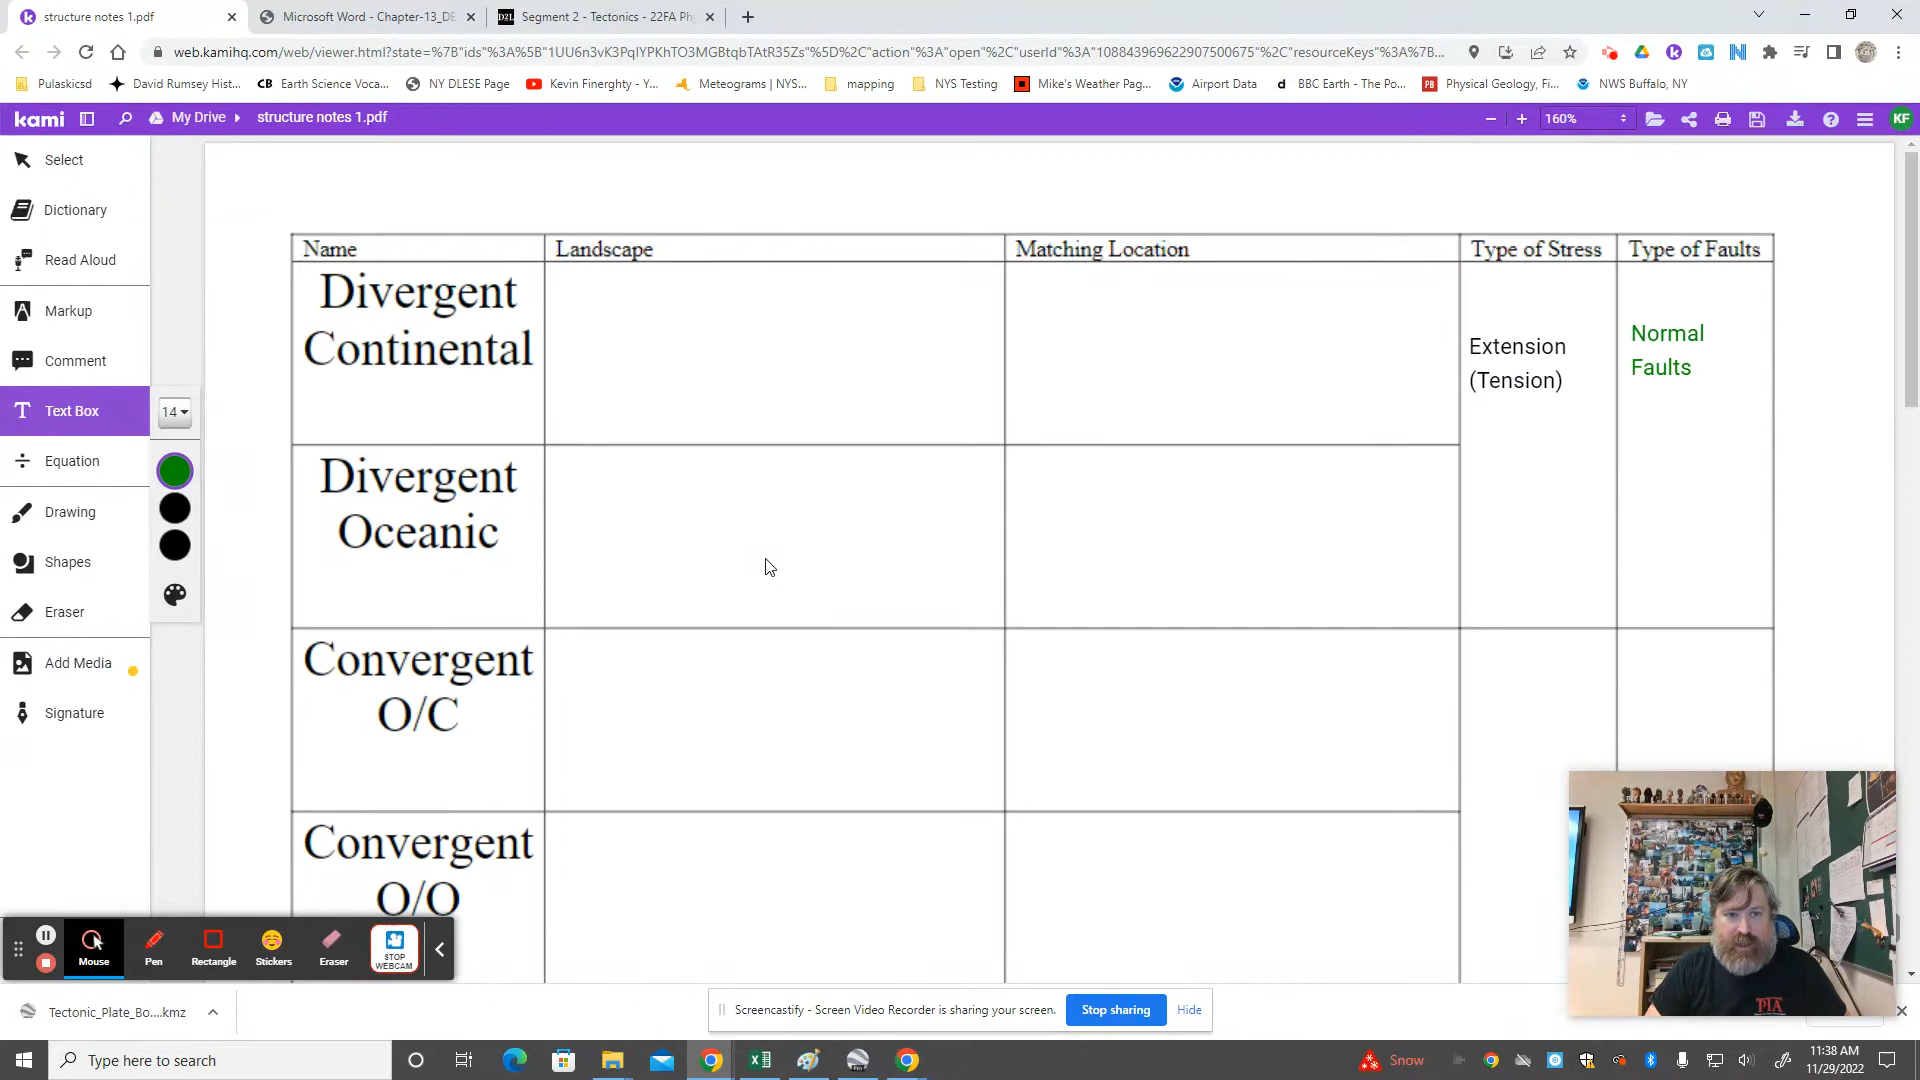 structure notes 1.pdf
Microsoft Word - Chapter-13_DE
D2L
Segment 2 - Tectonics - 22FA Ph
web.kamihq.com/web/viewer.html?state=%7B"ids"%3A%5B"1UU6n3vK3PqlYPKhTO3MGBtqbTAtR35Zs"%5D%2C"action"%3A"open"%2C"userId"%3A"108843969622907500675"%2C"resourceKeys"%3A%7B...
Pulaskicsd
David Rumsey Hist...
CB Earth Science Voca...
NY DLESE Page
Kevin Finerghty - Y...
Meteograms | NYS...
mapping
NYS Testing
Mike's Weather Pag...
Airport Data
d BBC Earth - The Po...
PB Physical Geology, Fi...
NWS Buffalo, NY
kami
My Drive
structure notes 1.pdf
160%
KF
Select
Dictionary
Read Aloud
Markup
Comment
Text Box
14
Equation
Drawing
Shapes
Eraser
Add Media
Signature
Name
Landscape
Matching Location
Type of Stress
Type of Faults
Divergent
Continental
Extension
(Tension)
Normal
Faults
Divergent
Oceanic
Convergent
O/C
Convergent
O/O
Mouse
Pen
Rectangle
Stickers
Eraser
STOP
WEBCAM
PIA
Tectonic_Plate_Bo....kmz
Screencastify - Screen Video Recorder is sharing your screen.
Stop sharing
Hide
Type here to search
Snow
11:38 AM
11/29/2022